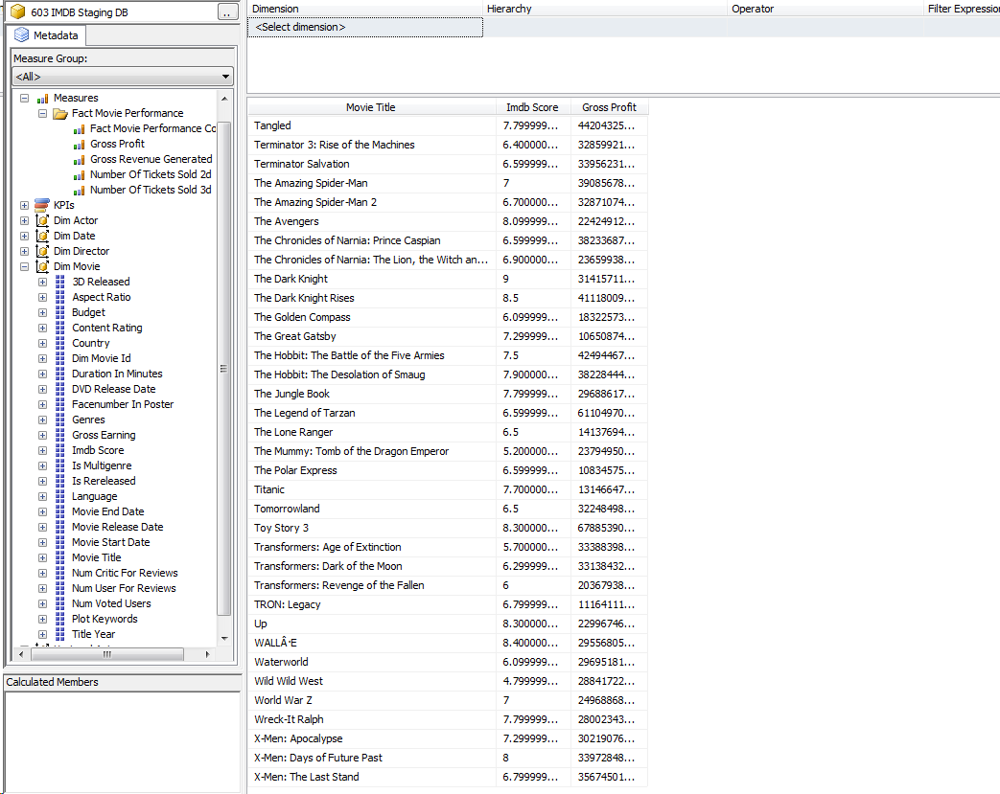 603 IMDB Staging DB
..
Metadata
Measure Group:
<All>
Measures
Fact Movie Performance
Fact Movie Performance Co
Gross Profit
Gross Revenue Generated
Number Of Tickets Sold 2d
Number Of Tickets Sold 3d
KPIs
Dim Actor
Dim Date
Dim Director
Dim Movie
3D Released
Aspect Ratio
Budget
Content Rating
Country
Dim Movie Id
Duration In Minutes
DVD Release Date
Facenumber In Poster
Genres
Gross Earning
Imdb Score
Is Multigenre
Is Rereleased
Language
Movie End Date
Movie Release Date
Movie Start Date
Movie Title
Num Critic For Reviews
Num User For Reviews
Num Voted Users
Plot Keywords
Title Year
Calculated Members
Dimension Hierarchy Operator Filter Expression
<Select dimension>
Movie Title Imdb Score Gross Profit
Tangled 7.799999... 44204325...
Terminator 3: Rise of the Machines 6.400000... 32859921...
Terminator Salvation 6.599999... 33956231...
The Amazing Spider-Man 7 39085678...
The Amazing Spider-Man 2 6.700000... 32871074...
The Avengers 8.099999... 22424912...
The Chronicles of Narnia: Prince Caspian 6.599999... 38233687...
The Chronicles of Narnia: The Lion, the Witch an... 6.900000... 23659938...
The Dark Knight 9 31415711...
The Dark Knight Rises 8.5 41118009...
The Golden Compass 6.099999... 18322573...
The Great Gatsby 7.299999... 10650874...
The Hobbit: The Battle of the Five Armies 7.5 42494467...
The Hobbit: The Desolation of Smaug 7.900000... 38228444...
The Jungle Book 7.799999... 29688617...
The Legend of Tarzan 6.599999... 61104970...
The Lone Ranger 6.5 14137694...
The Mummy: Tomb of the Dragon Emperor 5.200000... 23794950...
The Polar Express 6.599999... 10834575...
Titanic 7.700000... 13146647...
Tomorrowland 6.5 32248498...
Toy Story 3 8.300000... 67885390...
Transformers: Age of Extinction 5.700000... 33388398...
Transformers: Dark of the Moon 6.299999... 33138432...
Transformers: Revenge of the Fallen 6 20367938...
TRON: Legacy 6.799999... 11164111...
Up 8.300000... 22996746...
WALLÂ·E 8.400000... 29556805...
Waterworld 6.099999... 29695181...
Wild Wild West 4.799999... 28841722...
World War Z 7 24968868...
Wreck-It Ralph 7.799999... 28002343...
X-Men: Apocalypse 7.299999... 30219076...
X-Men: Days of Future Past 8 33972848...
X-Men: The Last Stand 6.799999... 35674501...